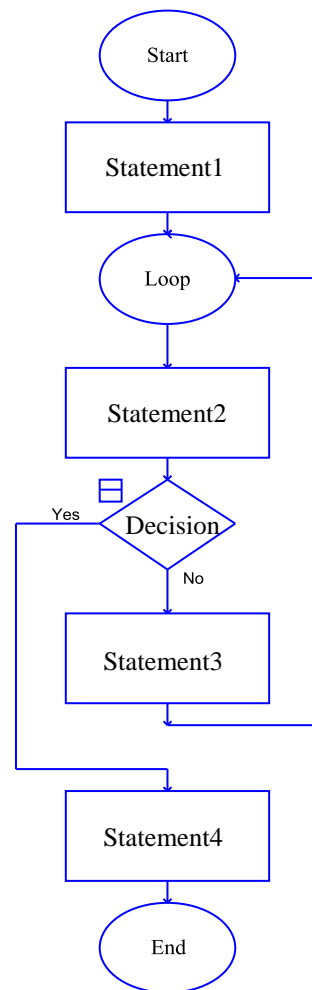 Start
Statement1
Loop
Statement2
Yes
Decision
No
Statement3
Statement4
End